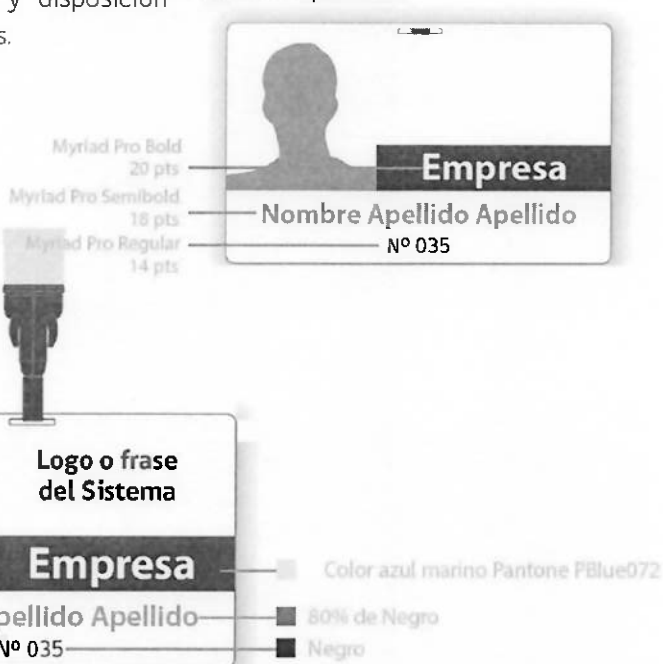 y disposición
s.
Myriad Pro Bold
20 pts
Empresa
Myriad Pro Semibold
18 pts
Nombre Apellido Apellido
Myriad Pro Regular
14 pts
Nº 035
Logo o frase
del Sistema
Empresa
Color azul marino Pantone PBlue072
pellido Apellido
80% de Negro
Nº 035
Negro